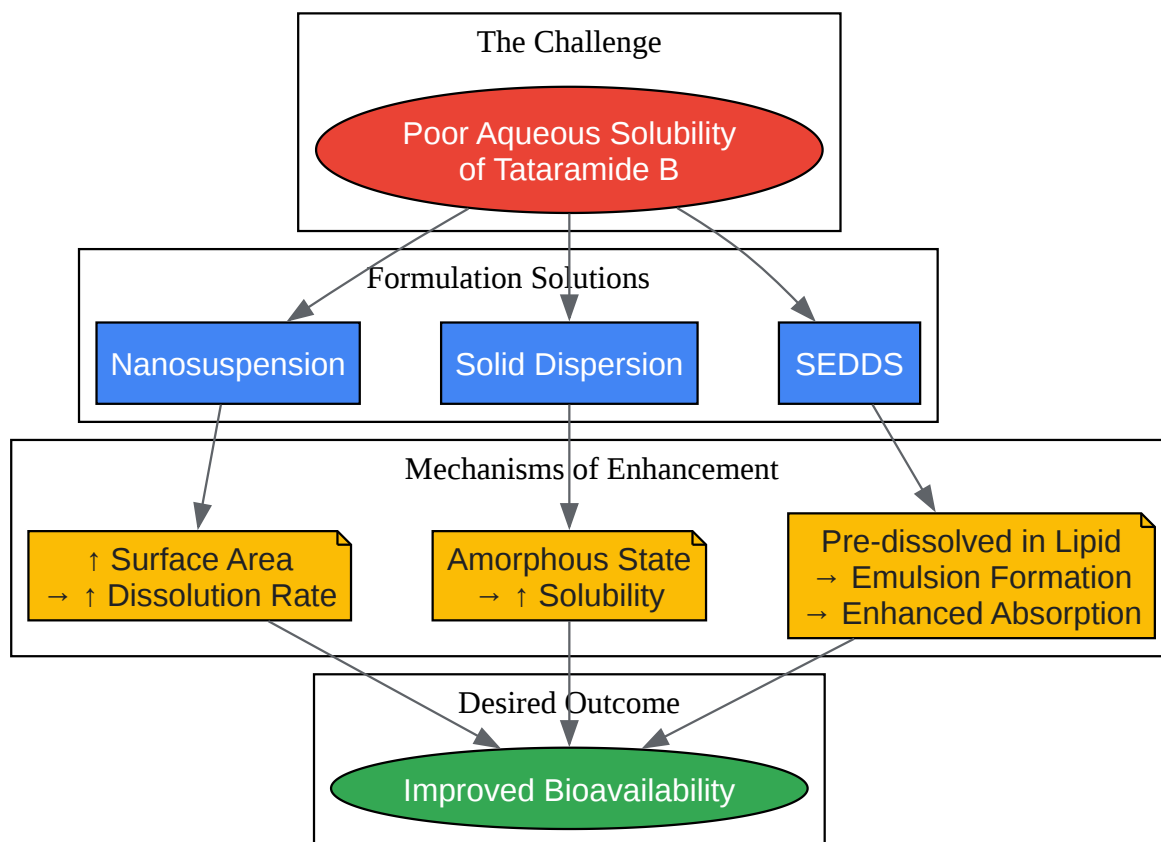 The Challenge
Poor Aqueous Solubility
of Tataramide B
Formulation Solutions
Nanosuspension
Solid Dispersion
SEDDS
Mechanisms of Enhancement
↑ Surface Area
→ ↑ Dissolution Rate
Amorphous State
→ ↑ Solubility
Pre-dissolved in Lipid
→ Emulsion Formation
→ Enhanced Absorption
Desired Outcome
Improved Bioavailability